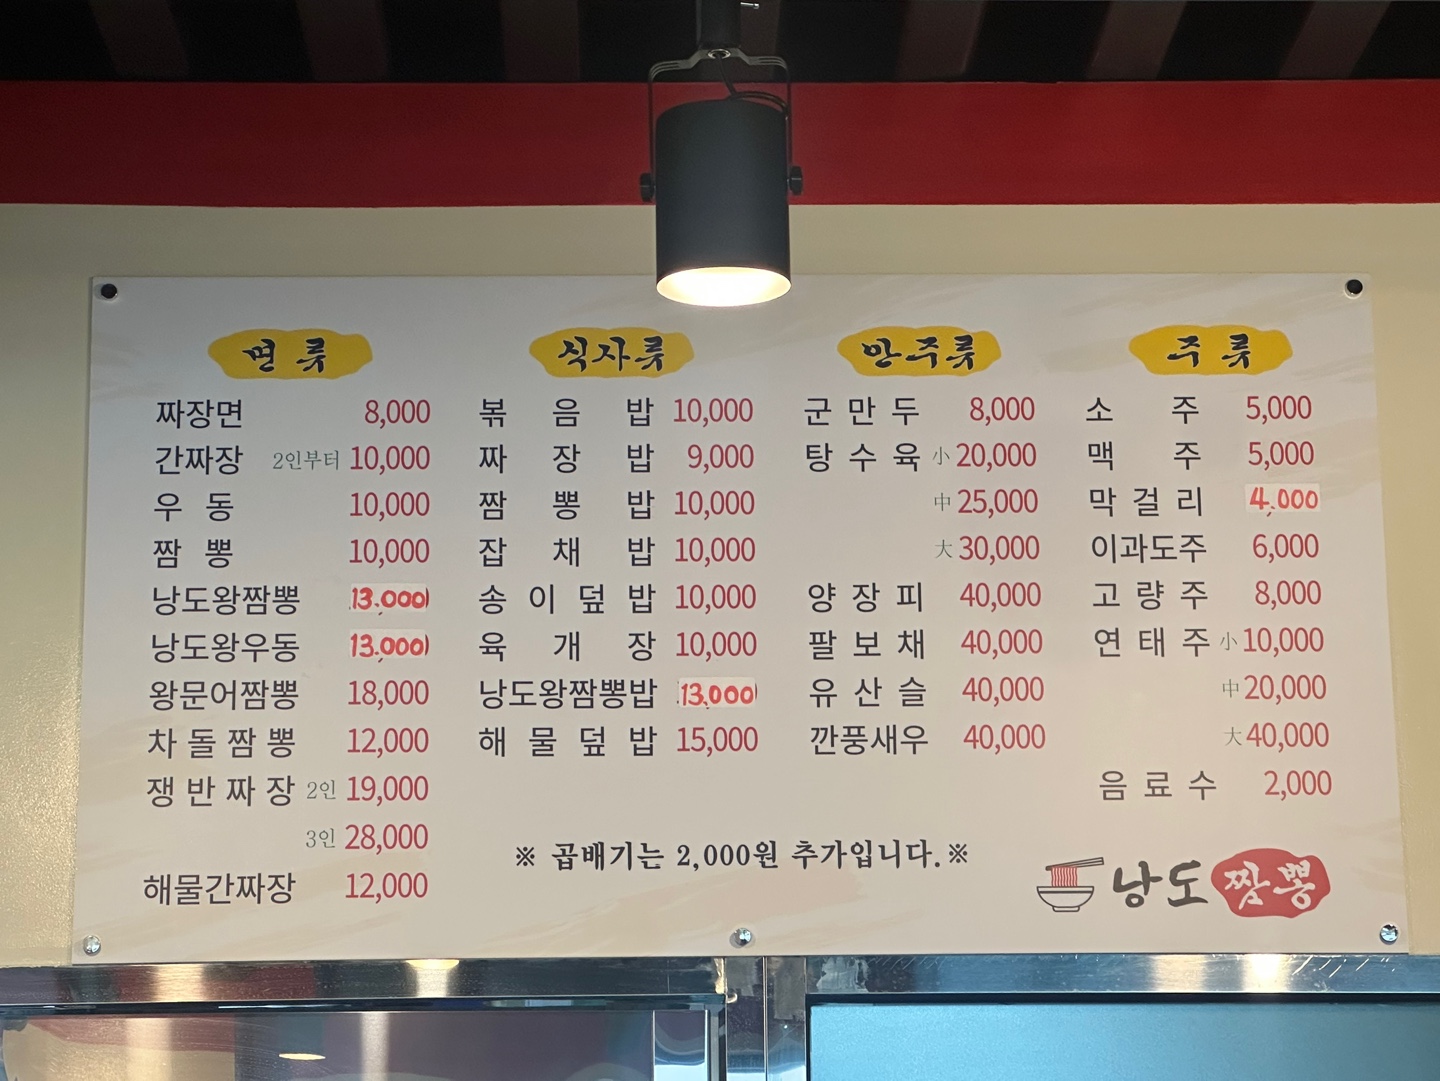 면류
짜장면 8,000
간짜장 2인부터 10,000
우동 10,000
짬뽕 10,000
낭도왕짬뽕 13,000
낭도왕우동 13,000
왕문어짬뽕 18,000
차돌짬뽕 12,000
쟁반짜장 2인 19,000
3인 28,000
해물간짜장 12,000
식사류
볶음밥 10,000
짜장밥 9,000
짬뽕밥 10,000
잡채밥 10,000
송이덮밥 10,000
육개장 10,000
낭도왕짬뽕밥 13,000
해물덮밥 15,000
안주류
군만두 8,000
탕수육 小 20,000
中 25,000
大 30,000
양장피 40,000
팔보채 40,000
유산슬 40,000
깐풍새우 40,000
주류
소주 5,000
맥주 5,000
막걸리 4,000
이과도주 6,000
고량주 8,000
연태주 小 10,000
中 20,000
大 40,000
음료수 2,000
※ 곱배기는 2,000원 추가입니다.※
낭도짬뽕